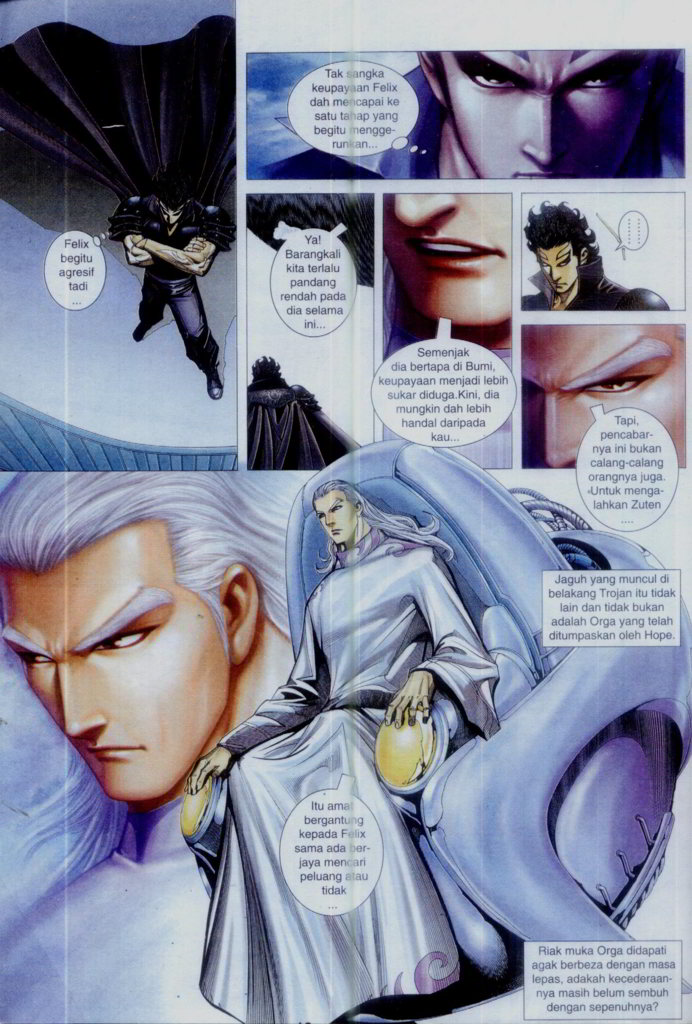 Tak sangka
keupayaan Felix
dah mencapai ke
satu tahap yang
begitu mengge-
runkan...
Felix
begitu
agresif
tadi
...
Ya!
Barangkali
kita terlalu
pandang
rendah pada
dia selama
ini...
Semenjak
dia bertapa di Bumi,
keupayaan menjadi lebih
sukar diduga.Kini, dia
mungkin dah lebih
handal daripada
kau...
Tapi,
pencabar-
nya ini bukan
calang-calang
orangnya juga.
Untuk menga-
lahkan Zuten
....
Jaguh yang muncul di
belakang Trojan itu tidak
lain dan tidak bukan
adalah Orga yang telah
ditumpaskan oleh Hope.
Itu amat
bergantung
kepada Felix
sama ada ber-
jaya mencari
peluang atau
tidak
...
Riak muka Orga didapati
agak berbeza dengan masa
lepas, adakah kecederaan-
nya masih belum sembuh
dengan sepenuhnya?